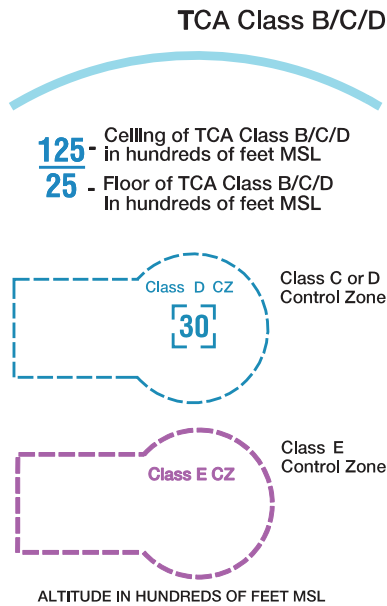 TCA Class B/C/D
125 - Ceiling of TCA Class B/C/D
in hundreds of feet MSL
25 - Floor of TCA Class B/C/D
In hundreds of feet MSL
Class D CZ
[30]
Class C or D
Control Zone
Class E CZ
Class E
Control Zone
ALTITUDE IN HUNDREDS OF FEET MSL